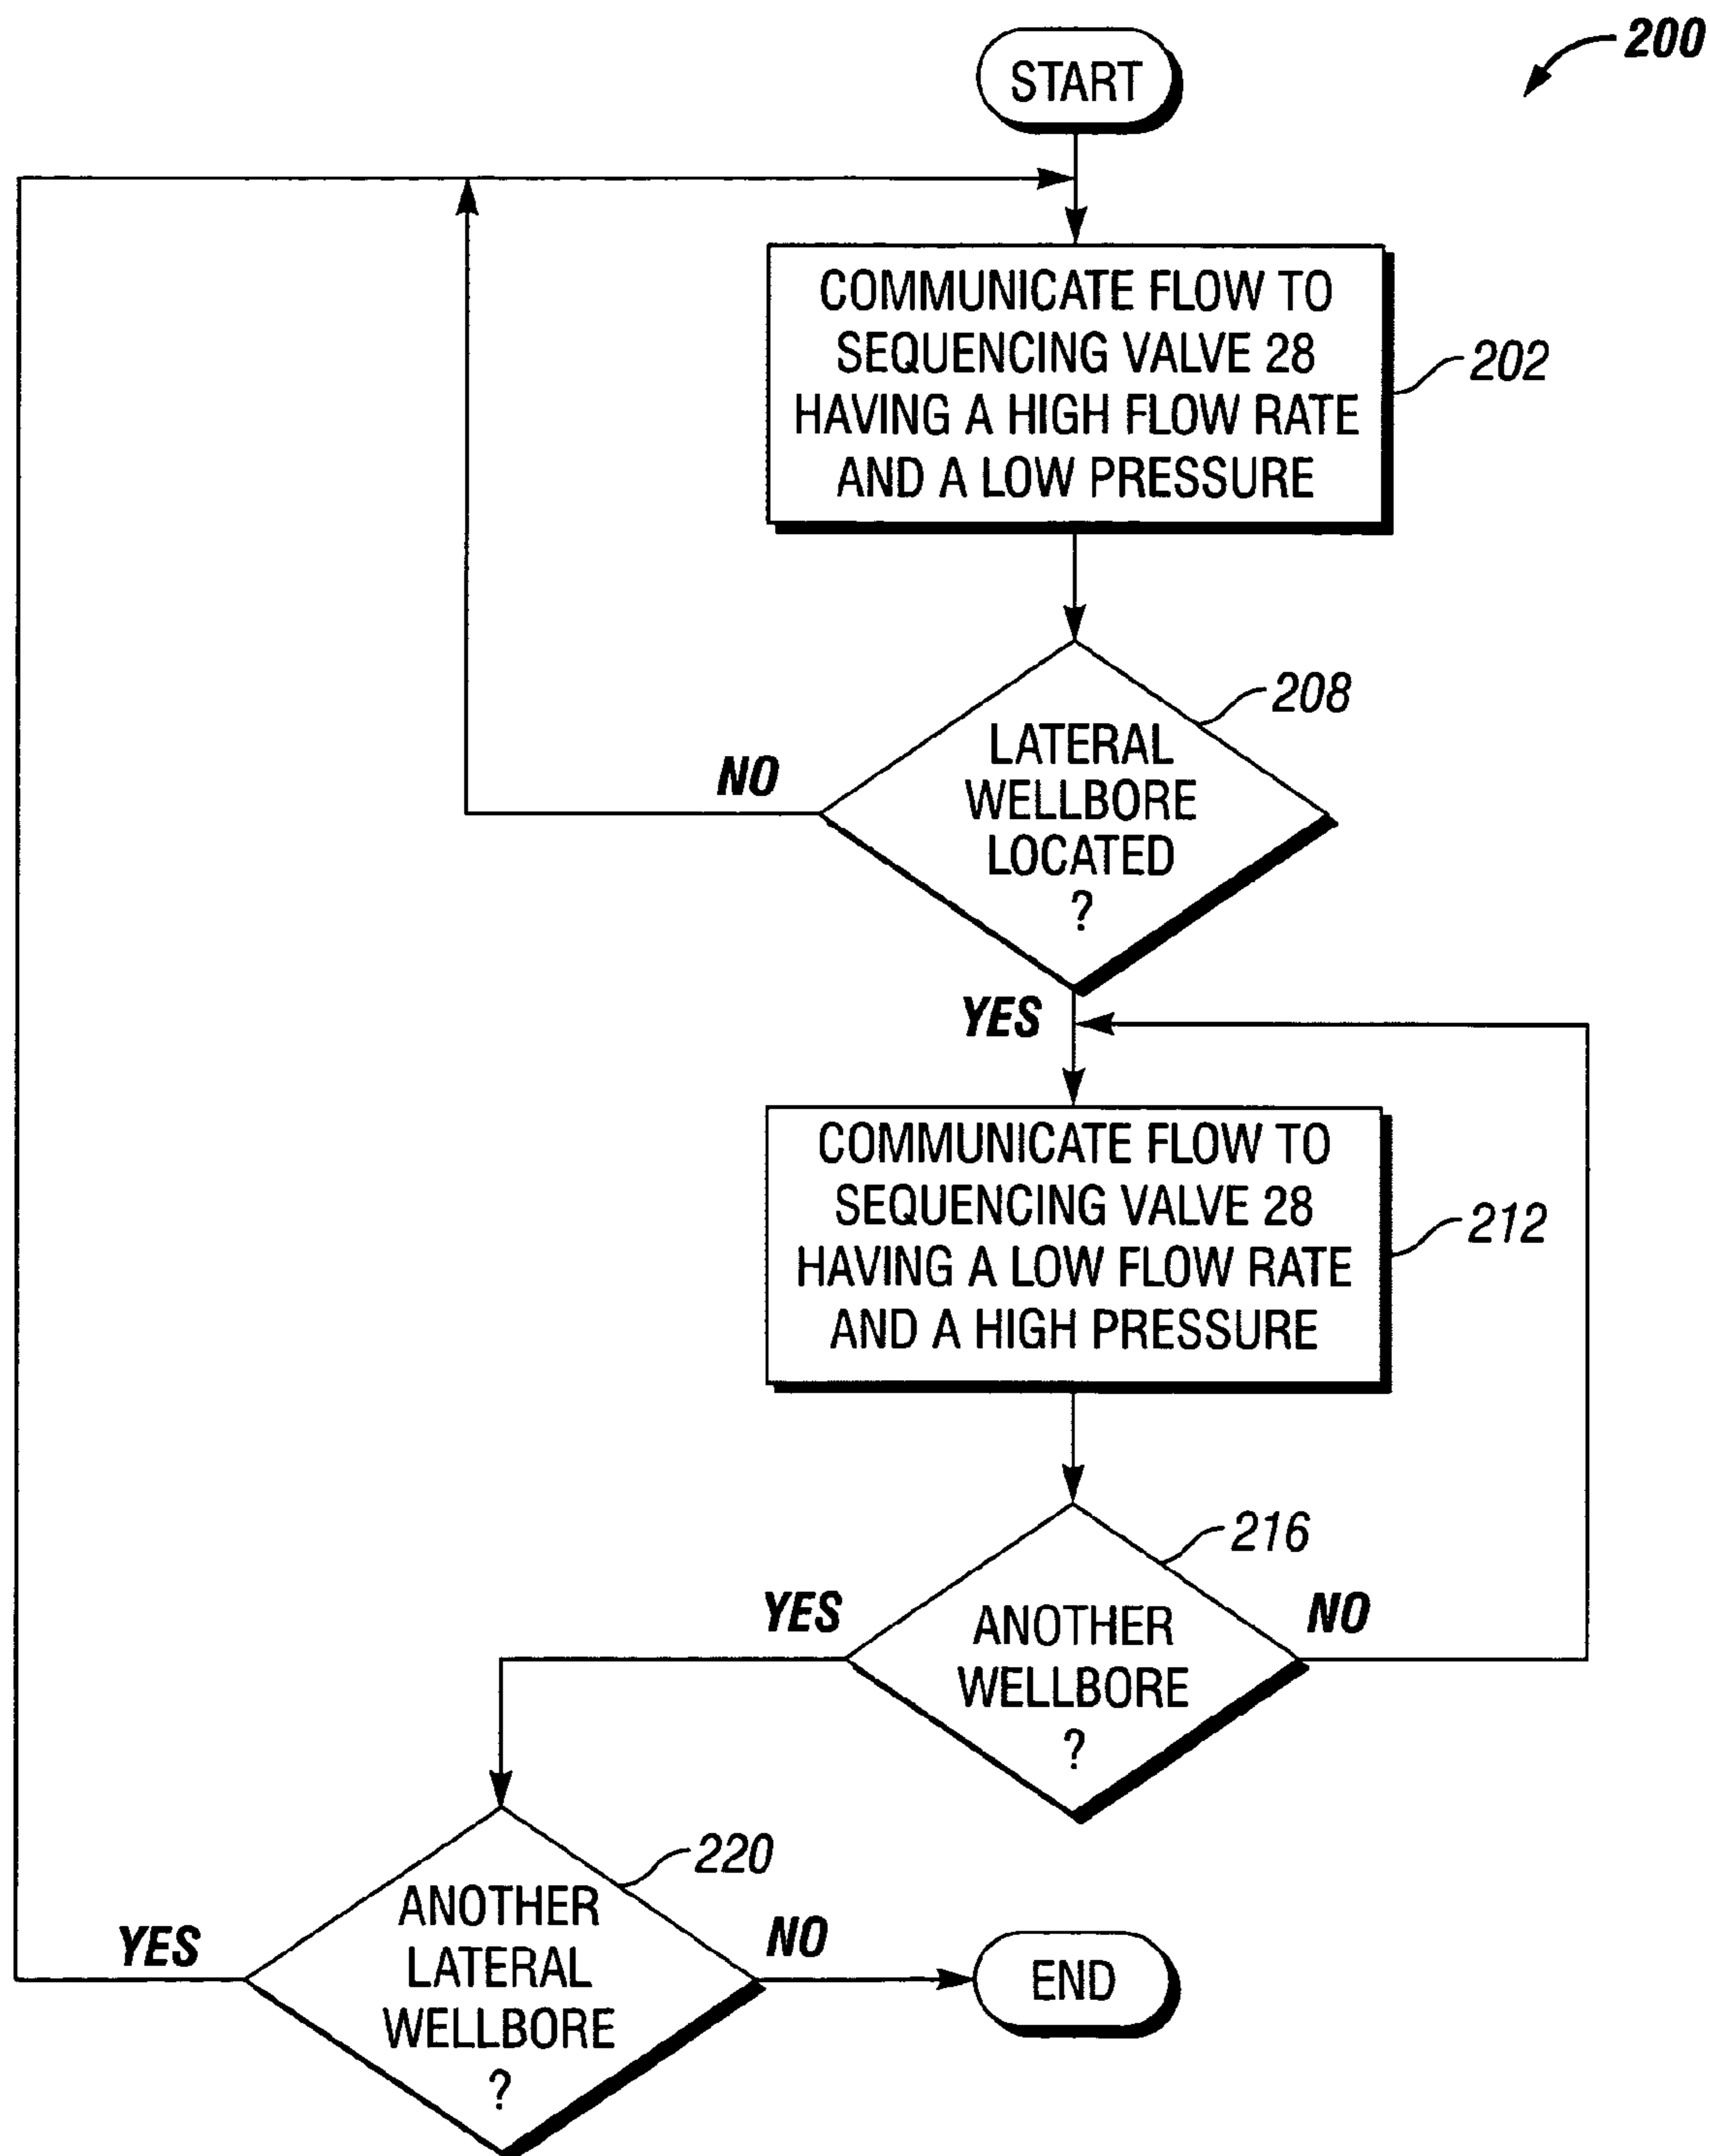 200
START
COMMUNICATE FLOW TO
SEQUENCING VALVE 28
HAVING A HIGH FLOW RATE
AND A LOW PRESSURE
202
208
LATERAL
WELLBORE
LOCATED
?
NO
YES
COMMUNICATE FLOW TO
SEQUENCING VALVE 28
HAVING A LOW FLOW RATE
AND A HIGH PRESSURE
212
216
YES
ANOTHER
WELLBORE
?
NO
220
YES
ANOTHER
LATERAL
WELLBORE
?
NO
END